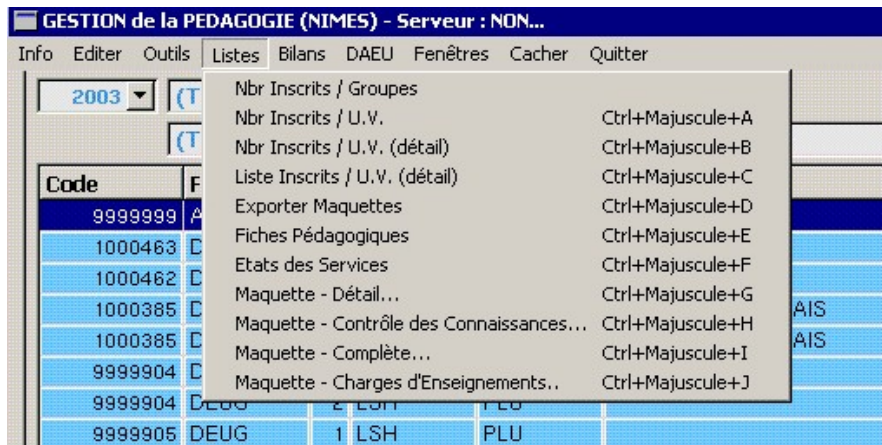 GESTION de la PEDAGOGIE (NIMES) - Serveur : NON...
Info Editer Outils Listes Bilans DAEU Fenêtres Cacher Quitter
2003 (T
(T
Nbr Inscrits / Groupes
Nbr Inscrits / U.V. Ctrl+Majuscule+A
Nbr Inscrits / U.V. (détail) Ctrl+Majuscule+B
Liste Inscrits / U.V. (détail) Ctrl+Majuscule+C
Exporter Maquettes Ctrl+Majuscule+D
Fiches Pédagogiques Ctrl+Majuscule+E
Etats des Services Ctrl+Majuscule+F
Maquette - Détail... Ctrl+Majuscule+G
Maquette - Contrôle des Connaissances... Ctrl+Majuscule+H
Maquette - Complète... Ctrl+Majuscule+I
Maquette - Charges d'Enseignements.. Ctrl+Majuscule+J
Code F
9999999 A
1000463 D
1000462 D
1000385 D AIS
1000385 D AIS
9999904 D
9999904 DEUG 2 LSH PLU
9999905 DEUG 1 LSH PLU